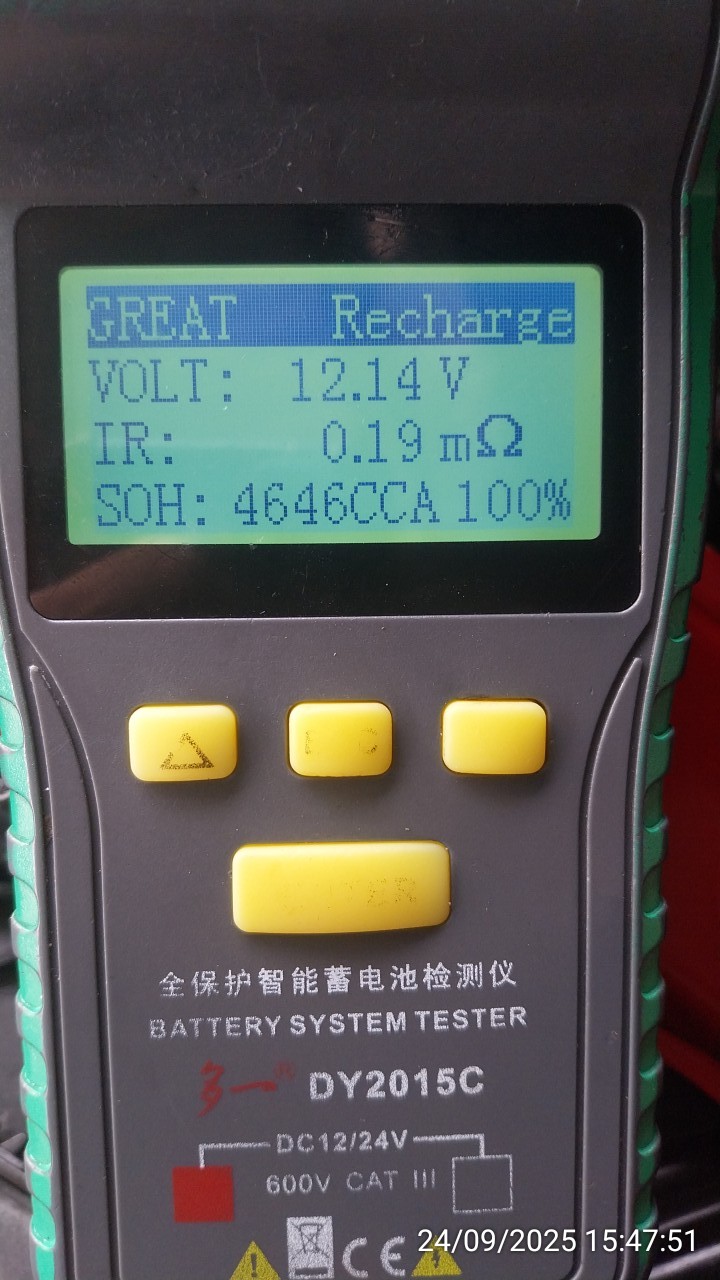 GREAT Recharge
VOLT: 12.14 V
IR: 0.19 mΩ
SOH: 4646CCA 100%
全保护智能蓄电池检测仪
BATTERY SYSTEM TESTER
多一® DY2015C
DC12/24V
600V CAT III
CE
24/09/2025 15:47:51